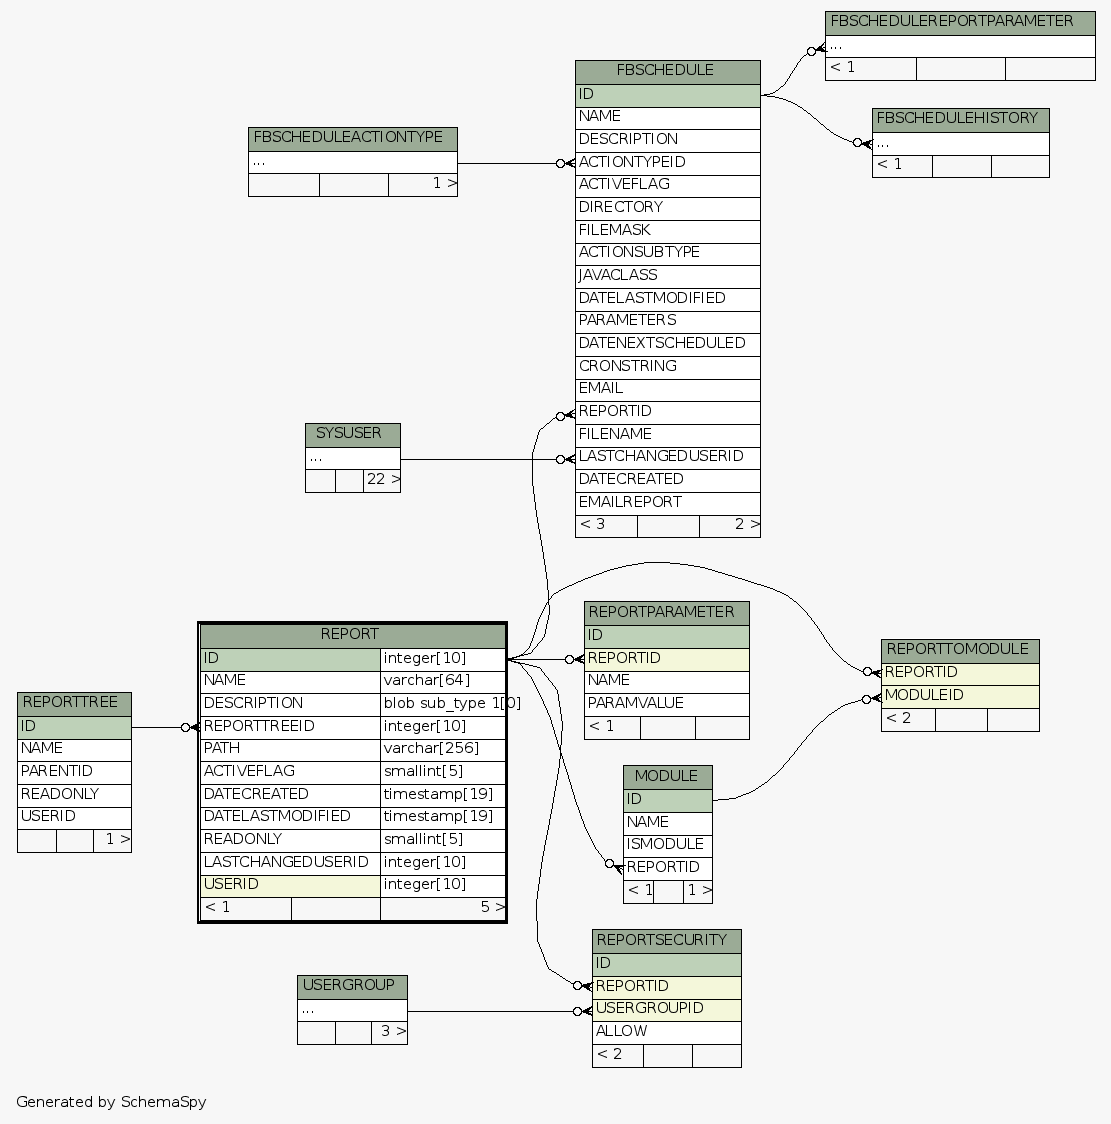 FBSCHEDULEREPORTPARAMETER
...
< 1
FBSCHEDULE
ID
NAME
DESCRIPTION
ACTIONTYPEID
ACTIVEFLAG
DIRECTORY
FILEMASK
ACTIONSUBTYPE
JAVACLASS
DATELASTMODIFIED
PARAMETERS
DATENEXTSCHEDULED
CRONSTRING
EMAIL
REPORTID
FILENAME
LASTCHANGEDUSERID
DATECREATED
EMAILREPORT
< 3 2 >
FBSCHEDULEHISTORY
...
< 1
FBSCHEDULEACTIONTYPE
...
1 >
SYSUSER
...
22 >
REPORTPARAMETER
ID
REPORTID
NAME
PARAMVALUE
< 1
REPORT
ID integer[10]
NAME varchar[64]
DESCRIPTION blob sub_type 1[0]
REPORTTREEID integer[10]
PATH varchar[256]
ACTIVEFLAG smallint[5]
DATECREATED timestamp[19]
DATELASTMODIFIED timestamp[19]
READONLY smallint[5]
LASTCHANGEDUSERID integer[10]
USERID integer[10]
< 1 5 >
REPORTTOMODULE
REPORTID
MODULEID
< 2
REPORTTREE
ID
NAME
PARENTID
READONLY
USERID
1 >
MODULE
ID
NAME
ISMODULE
REPORTID
< 1 1 >
REPORTSECURITY
ID
REPORTID
USERGROUPID
ALLOW
< 2
USERGROUP
...
3 >
Generated by SchemaSpy